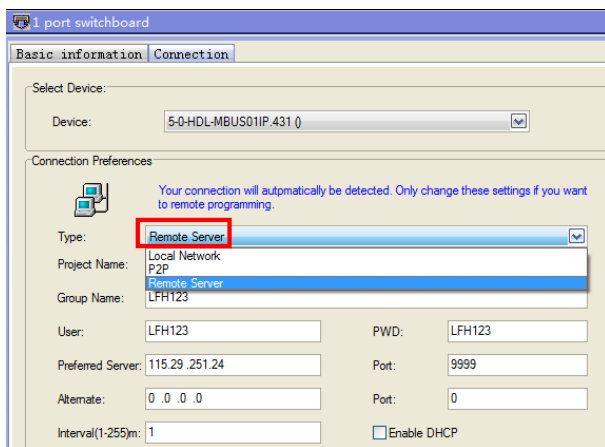 1 port switchboard
Basic information Connection
Select Device:
Device: 5-0-HDL-MBUS01IP.431 ()
Connection Preferences
Your connection will autpmatically be detected. Only change these settings if you want
to remote programming.
Type: Remote Server
Local Network
Project Name: P2P
Remote Server
Group Name: LFH123
User: LFH123 PWD: LFH123
Preferred Server: 115.29 .251.24 Port: 9999
Alternate: 0 .0 .0 .0 Port: 0
Interval(1-255)m: 1 Enable DHCP